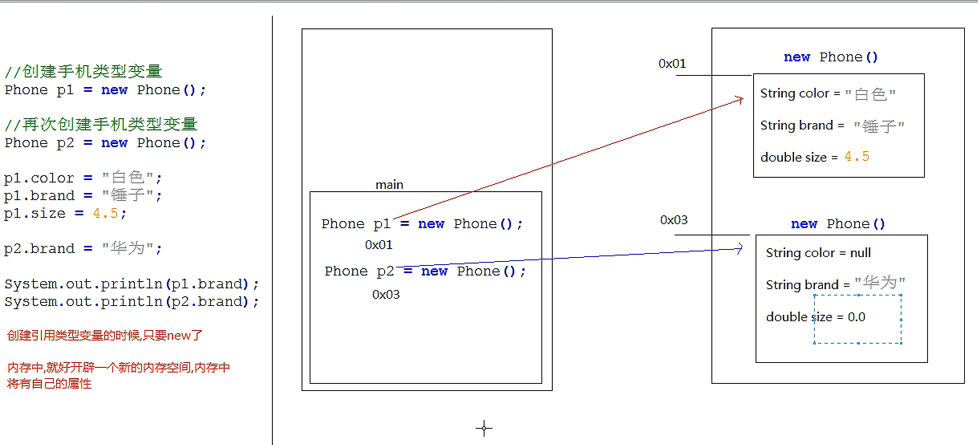 //创建手机类型变量
Phone p1 = new Phone();
//再次创建手机类型变量
Phone p2 = new Phone();
p1.color = "白色";
p1.brand = "锤子";
p1.size = 4.5;
p2.brand = "华为";
System.out.println(p1.brand);
System.out.println(p2.brand);
创建引用类型变量的时候,只要new了
内存中,就好开辟一个新的内存空间,内存中
将有自己的属性
main
Phone p1 = new Phone();
0x01
Phone p2 = new Phone();
0x03
0x01
new Phone()
String color = "白色"
String brand = "锤子"
double size = 4.5
0x03
new Phone()
String color = null
String brand = "华为"
double size = 0.0